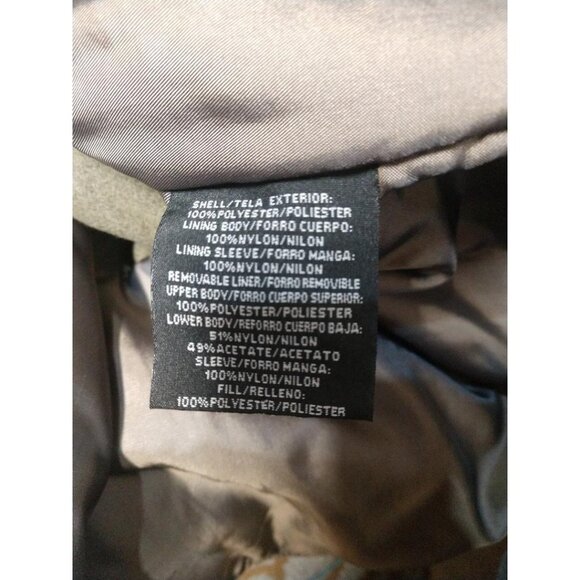 SHELL/TELA EXTERIOR:
100%POLYESTER/POLIESTER
LINING BODY/FORRO CUERPO:
100%NYLON/NILON
LINING SLEEVE/FORRO MANGA:
100%NYLON/NILON
REMOVABLE LINER/FORRO REMOVIBLE
UPPER BODY/FORRO CUERPO SUPERIOR:
100%POLYESTER/POLIESTER
LOWER BODY/REFORRO CUERPO BAJA:
51%NYLON/NILON
49%ACETATE/ACETATO
SLEEVE/FORRO MANGA:
100%NYLON/NILON
FILL/RELLENO:
100%POLYESTER/POLIESTER